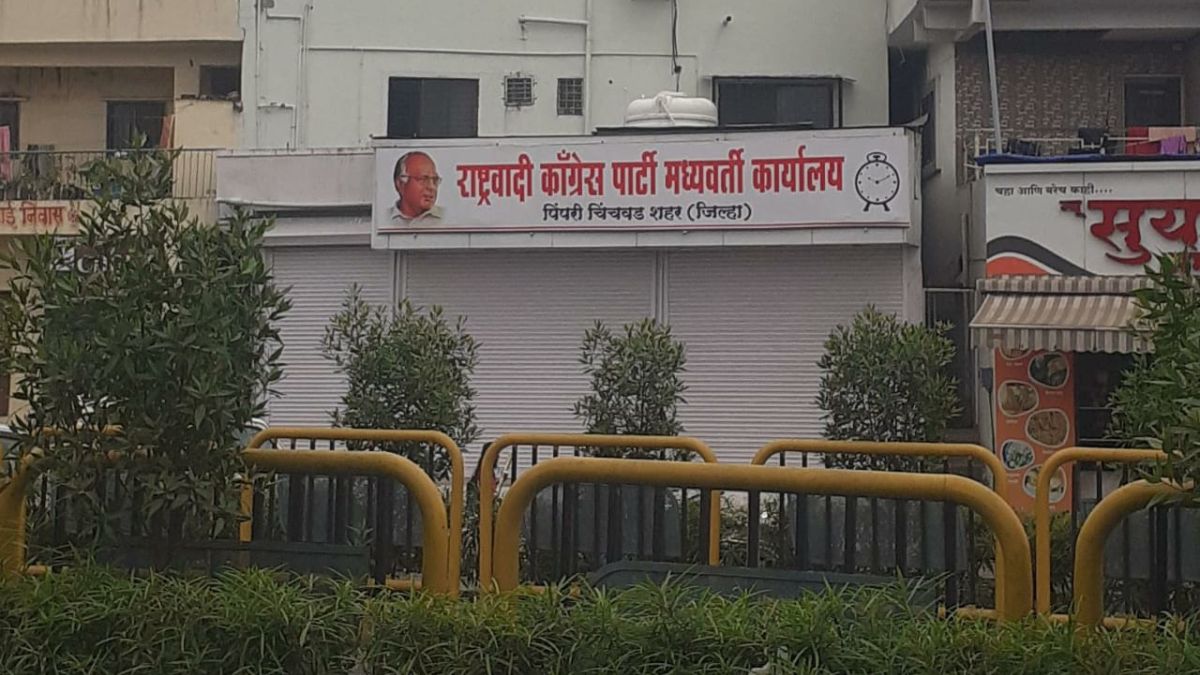 राष्ट्रवादी काँग्रेस पार्टी मध्यवर्ती कार्यालय
पिंपरी चिंचवड शहर (जिल्हा)
निवास
चहा आणि बरेच काही....
सुय